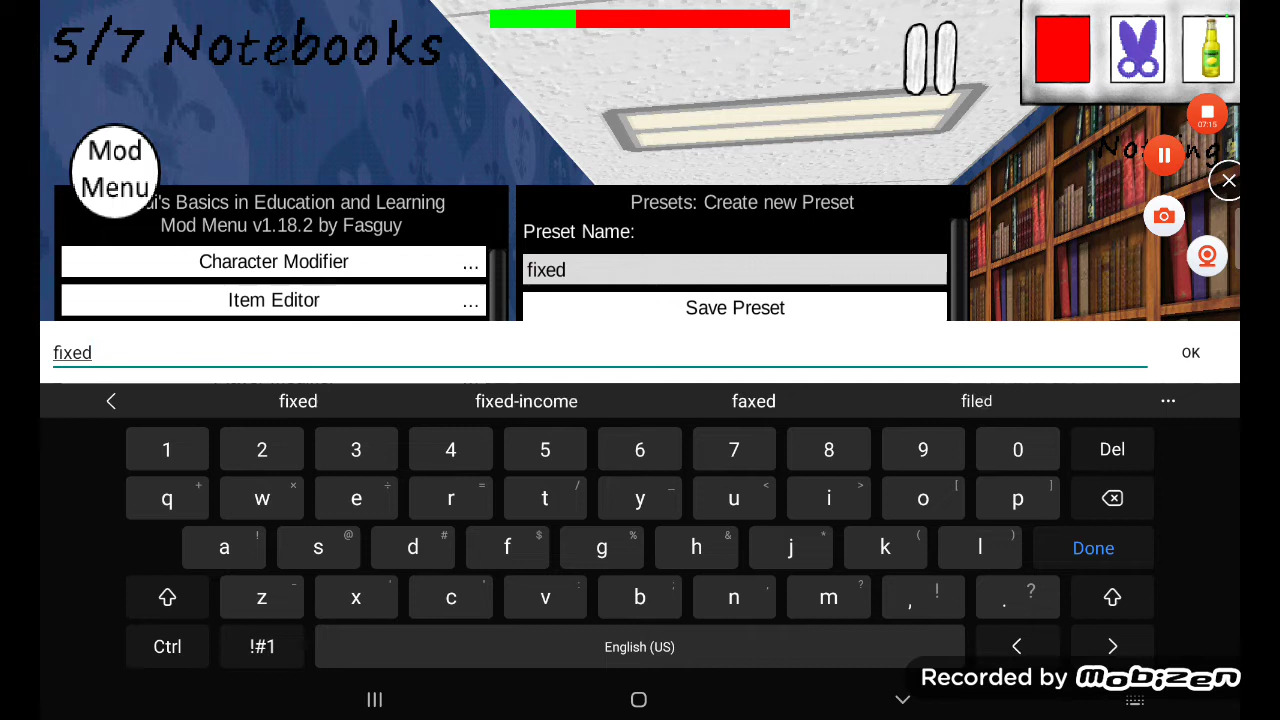 5/7 Notebooks
07:15
Mod
Menu
's Basics in Education and Learning
Mod Menu v1.18.2 by Fasguy
Character Modifier ...
Item Editor ...
Presets: Create new Preset
Preset Name:
fixed
Save Preset
fixed OK
fixed fixed-income faxed filed ...
1 2 3 4 5 6 7 8 9 0 Del
q + w × e ÷ r = t / y _ u < i > o [ p ]
a ! s @ d # f $ g % h & j * k ( l ) Done
z - x ' c " v : b ; n , m ? , ! . ?
Ctrl !#1 English (US) < >
Recorded by mobizen